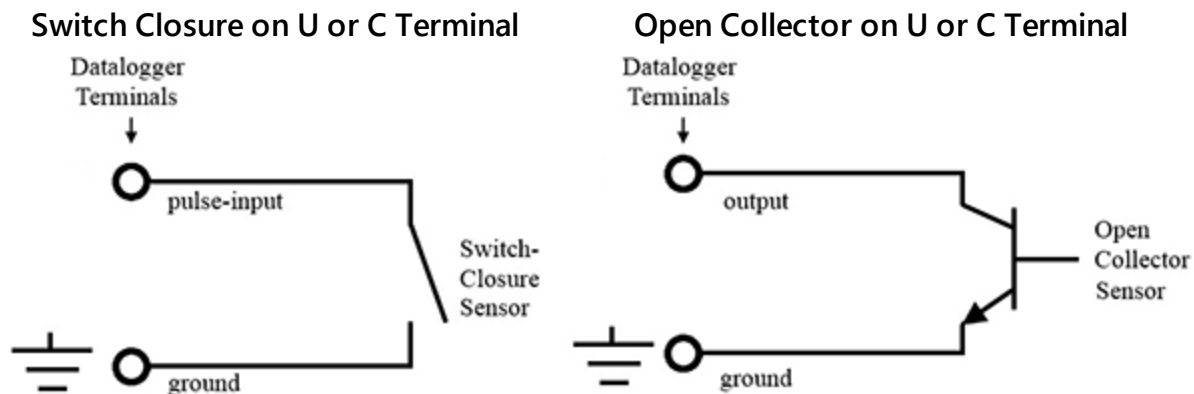 Switch Closure on U or C Terminal
Datalogger
Terminals
pulse-input
Switch-
Closure
Sensor
ground
Open Collector on U or C Terminal
Datalogger
Terminals
output
Open
Collector
Sensor
ground